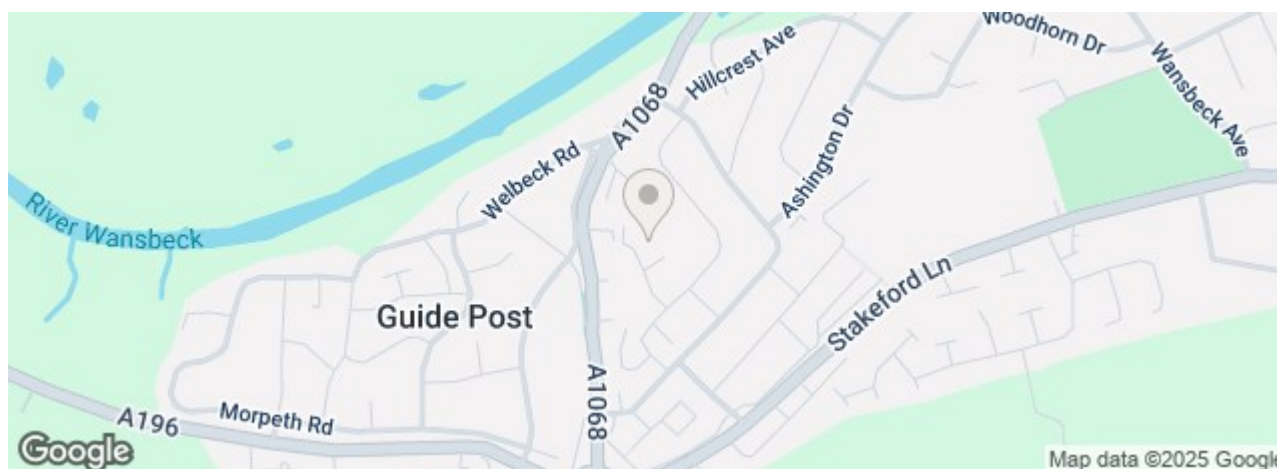 Woodhorn Dr
Hillcrest Ave
A1068
Wansbeck Ave
Welbeck Rd
Ashington Dr
River Wansbeck
Stakeford Ln
Guide Post
A1068
Morpeth Rd
A196
Google
Map data ©2025 Google